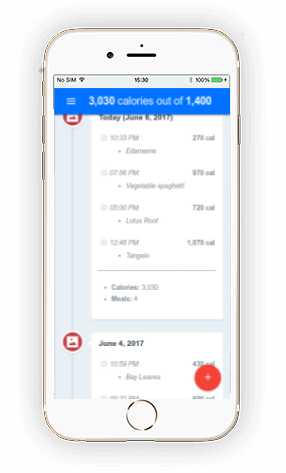 No SIM 15:30 100%
3,030 calories out of 1,400
Today (June 6, 2017)
10:33 PM: 270 cal
Edamame
07:56 PM: 970 cal
Vegetable spaghetti
05:00 PM: 720 cal
Lotus Root
12:46 PM: 1,070 cal
Tangelo
Calories: 3,030
Meals: 4
June 4, 2017
10:59 PM: 430 cal
Bay Leaves